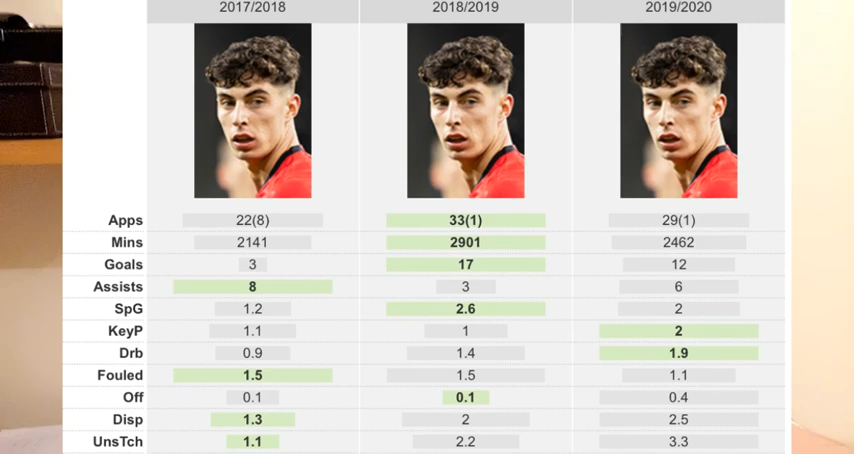 2017/2018 2018/2019 2019/2020
Apps 22(8) 33(1) 29(1)
Mins 2141 2901 2462
Goals 3 17 12
Assists 8 3 6
SpG 1.2 2.6 2
KeyP 1.1 1 2
Drb 0.9 1.4 1.9
Fouled 1.5 1.5 1.1
Off 0.1 0.1 0.4
Disp 1.3 2 2.5
UnsTch 1.1 2.2 3.3